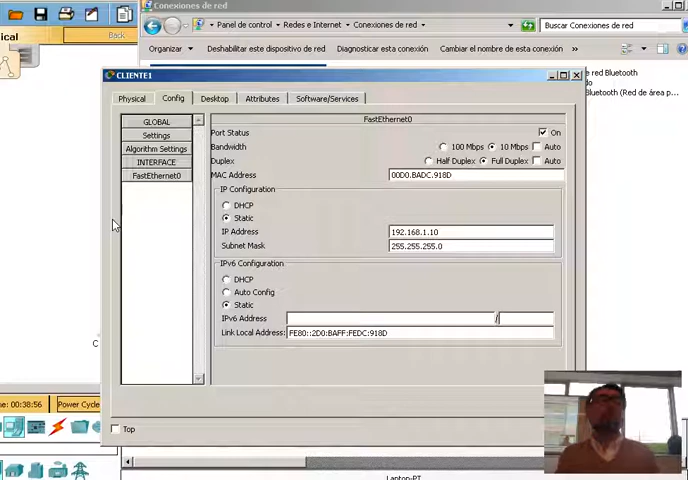 Conexiones de red
Panel de control
Redes e Internet
Conexiones de red
Buscar Conexiones de red
ical
Back
Organizar
Deshabilitar este dispositivo de red
Diagnosticar esta conexión
Cambiar el nombre de esta conexión
»
de red Bluetooth
do
Bluetooth (Red de área p...
CLIENTE1
Physical
Config
Desktop
Attributes
Software/Services
GLOBAL
Settings
Algorithm Settings
INTERFACE
FastEthernet0
FastEthernet0
Port Status
On
Bandwidth
100 Mbps
10 Mbps
Auto
Duplex
Half Duplex
Full Duplex
Auto
MAC Address
00D0.BADC.918D
IP Configuration
DHCP
Static
IP Address
192.168.1.10
Subnet Mask
255.255.255.0
IPv6 Configuration
DHCP
Auto Config
Static
IPv6 Address
/
Link Local Address:
FE80::2D0:BAFF:FEDC:918D
C
ne: 00:38:56
Power Cycle
Top
Laptop-PT